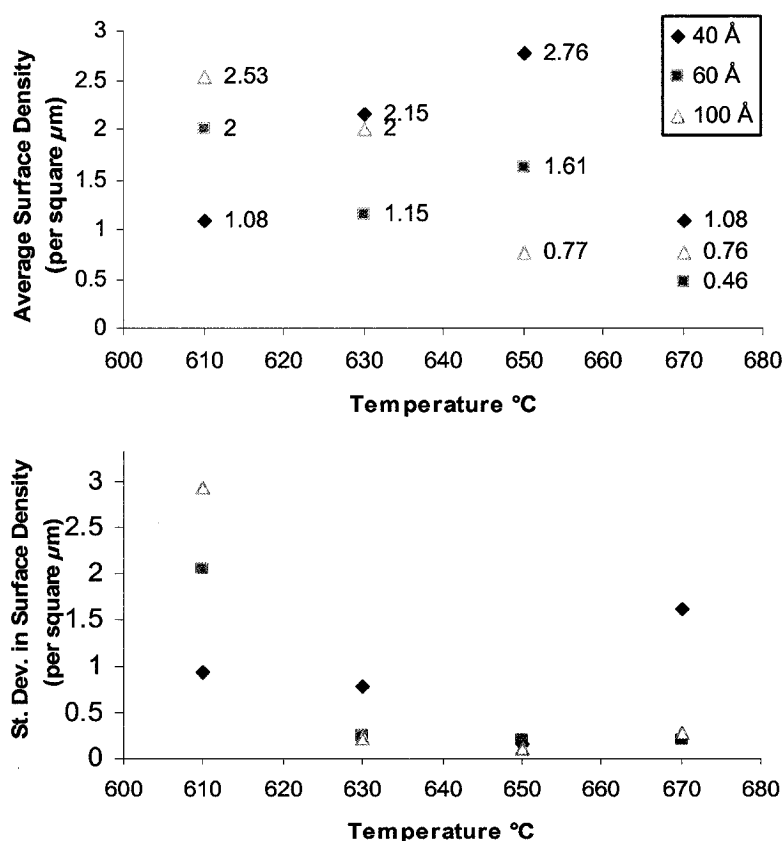 Average Surface Density
(per square µm)
3
2.5
2
1.5
1
0.5
0
2.53
2
1.08
2.15
2
1.15
2.76
1.61
0.77
1.08
0.76
0.46
40 Å
60 Å
100 Å
600 610 620 630 640 650 660 670 680
Temperature °C
St. Dev. in Surface Density
(per square µm)
3
2.5
2
1.5
1
0.5
0
600 610 620 630 640 650 660 670 680
Temperature °C